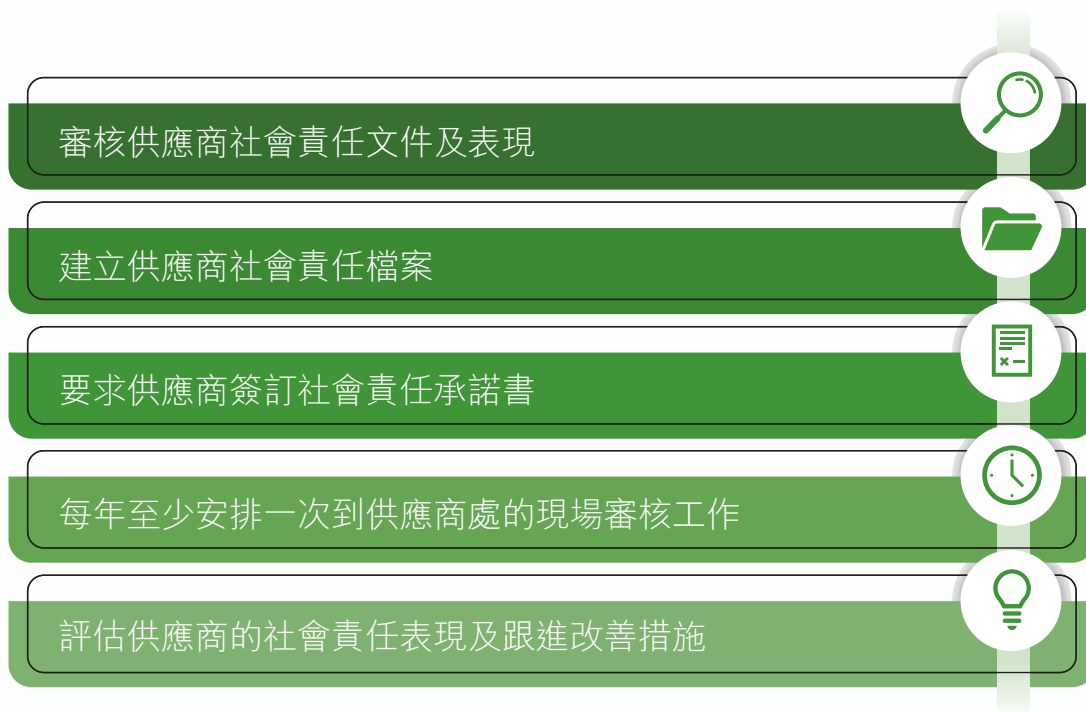 審核供應商社會責任文件及表現
建立供應商社會責任檔案
要求供應商簽訂社會責任承諾書
每年至少安排一次到供應商處的現場審核工作
評估供應商的社會責任表現及跟進改善措施